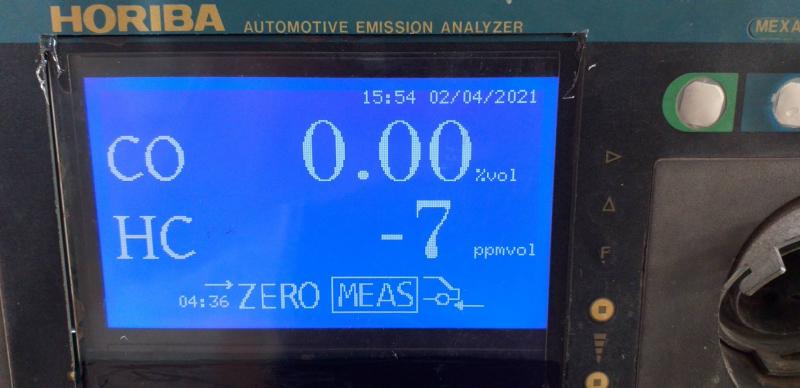 HORIBA AUTOMOTIVE EMISSION ANALYZER MEXA
15:54 02/04/2021
CO 0.00 %vol
HC -7 ppmvol
F
04:36 ZERO MEAS